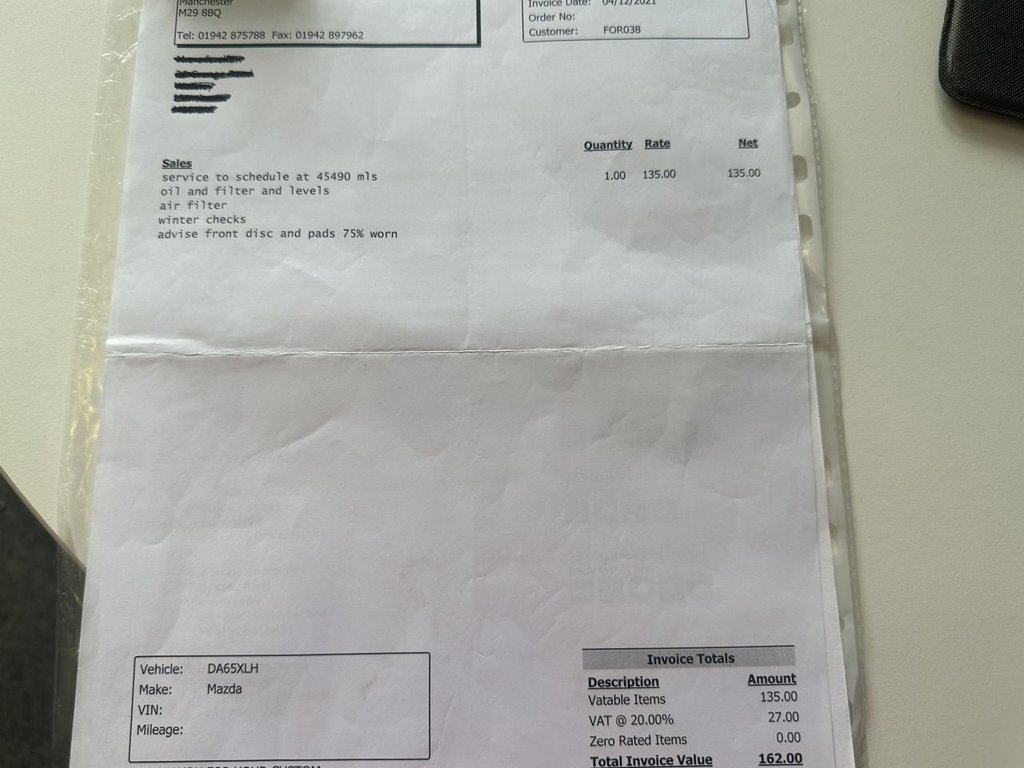 Manchester
M29 8BQ
Tel: 01942 875788 Fax: 01942 897962
Invoice Date: 04/12/2021
Order No:
Customer: FOR038
Quantity Rate Net
Sales
service to schedule at 45490 mls 1.00 135.00 135.00
oil and filter and levels
air filter
winter checks
advise front disc and pads 75% worn
Vehicle: DA65XLH
Make: Mazda
VIN:
Mileage:
Invoice Totals
Description Amount
Vatable Items 135.00
VAT @ 20.00% 27.00
Zero Rated Items 0.00
Total Invoice Value 162.00
FOR YOUR CUSTOM